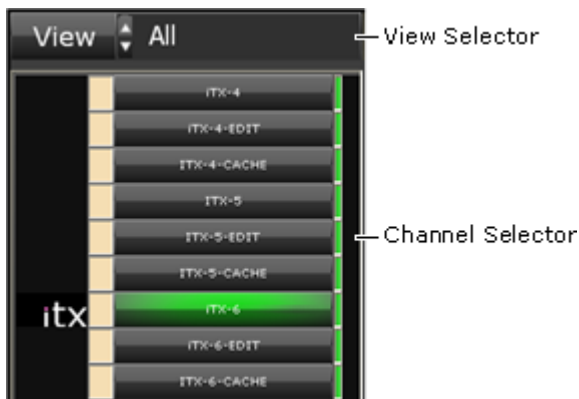 View All
View Selector
iTX-4
iTX-4-EDIT
ITX-4-CACHE
ITX-5
ITX-5-EDIT
Channel Selector
ITX-5-CACHE
itx
iTX-6
iTX-6-EDIT
ITX-6-CACHE